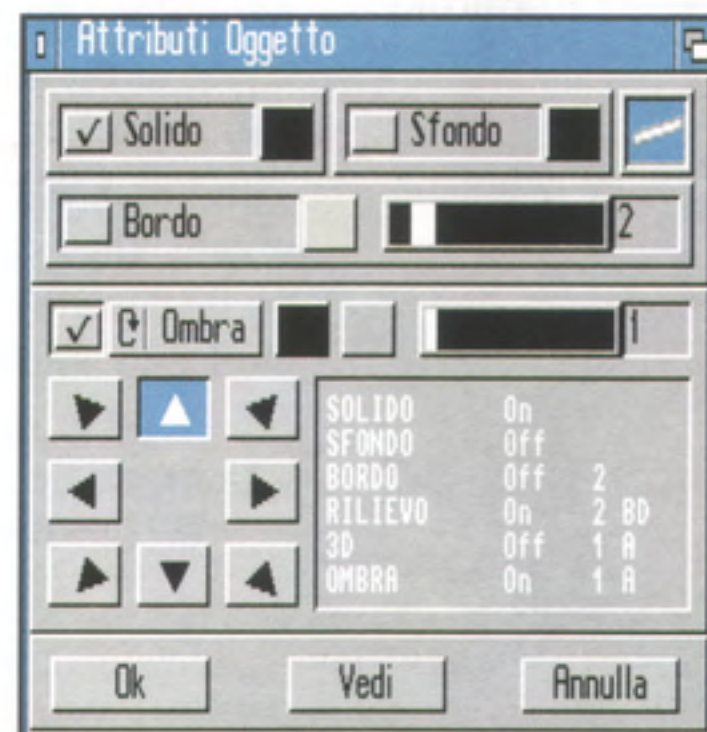 Attributi Oggetto
Solido Sfondo
Bordo 2
Ombra 1
SOLIDO On
SFONDO Off
BORDO Off 2
RILIEVO On 2 BD
3D Off 1 A
OMBRA On 1 A
Ok Vedi Annulla